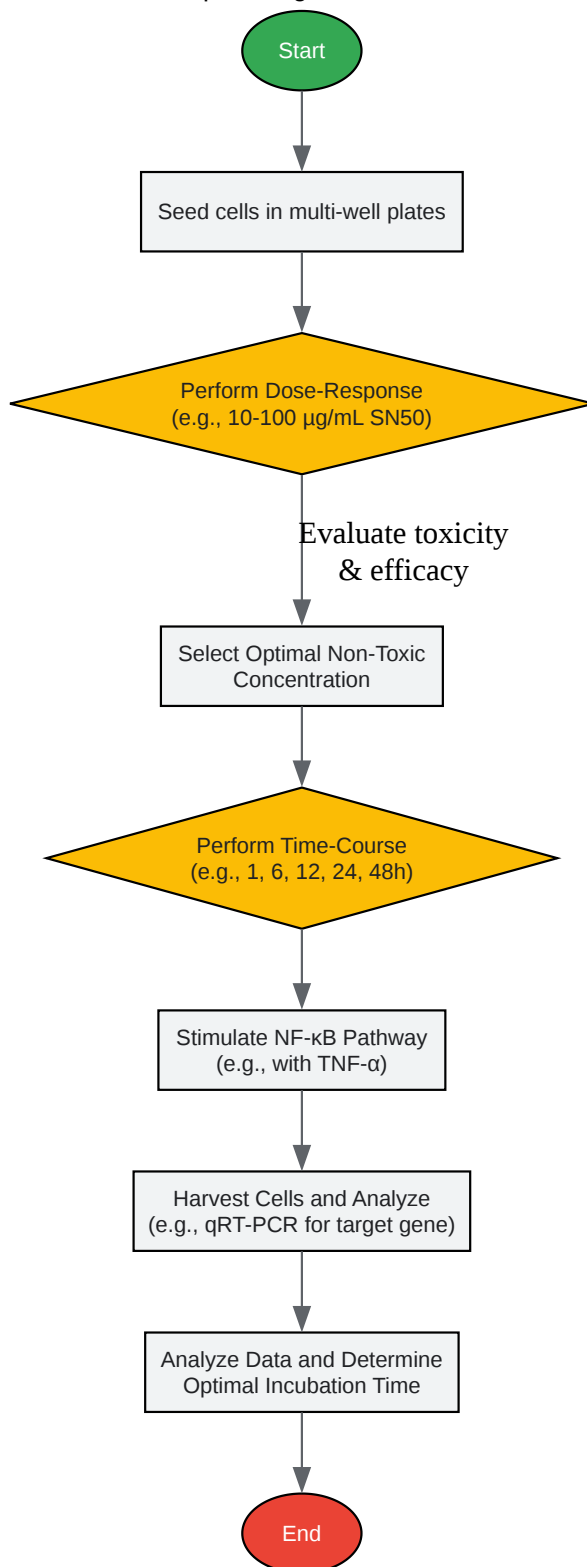 Start
Seed cells in multi-well plates
Perform Dose-Response
(e.g., 10-100 µg/mL SN50)
Evaluate toxicity
& efficacy
Select Optimal Non-Toxic
Concentration
Perform Time-Course
(e.g., 1, 6, 12, 24, 48h)
Stimulate NF-κB Pathway
(e.g., with TNF-α)
Harvest Cells and Analyze
(e.g., qRT-PCR for target gene)
Analyze Data and Determine
Optimal Incubation Time
End